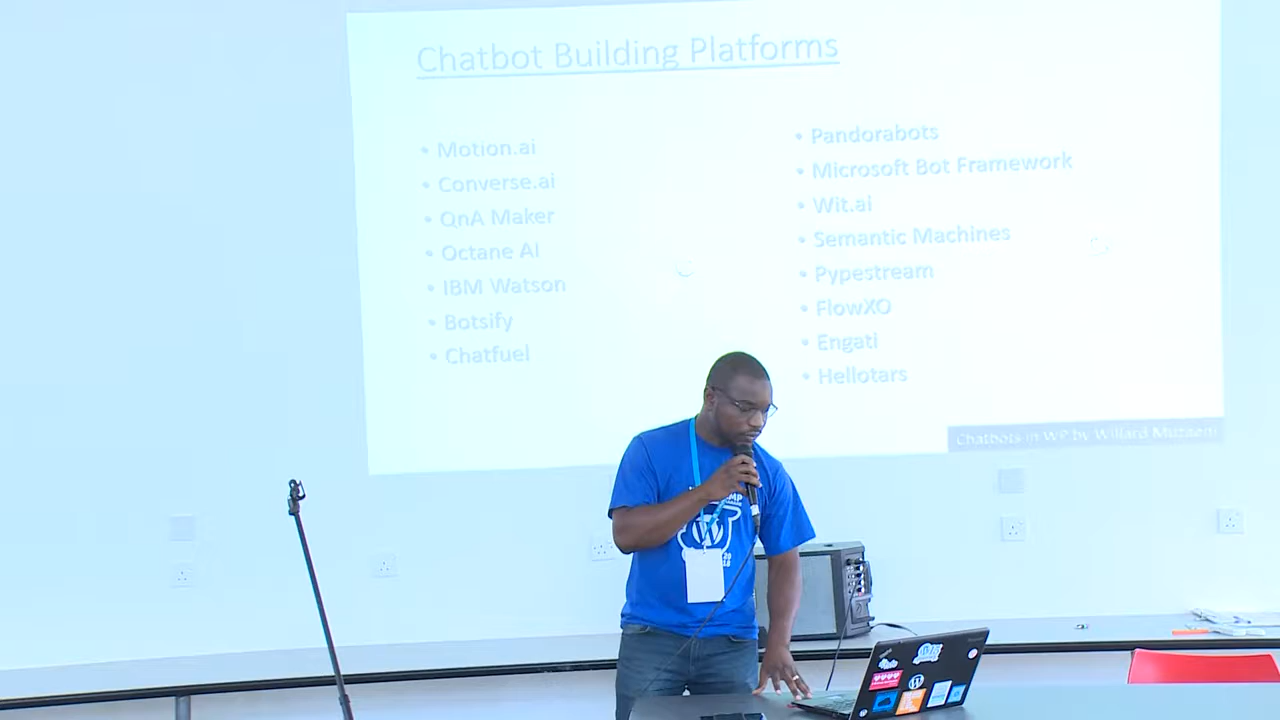 Chatbot Building Platforms
• Motion.ai
• Converse.ai
• QnA Maker
• Octane AI
• IBM Watson
• Botsify
• Chatfuel
• Pandorabots
• Microsoft Bot Framework
• Wit.ai
• Semantic Machines
• Pypestream
• FlowXO
• Engati
• Hellotars
Chatbots in WP by Willard Muzaeni